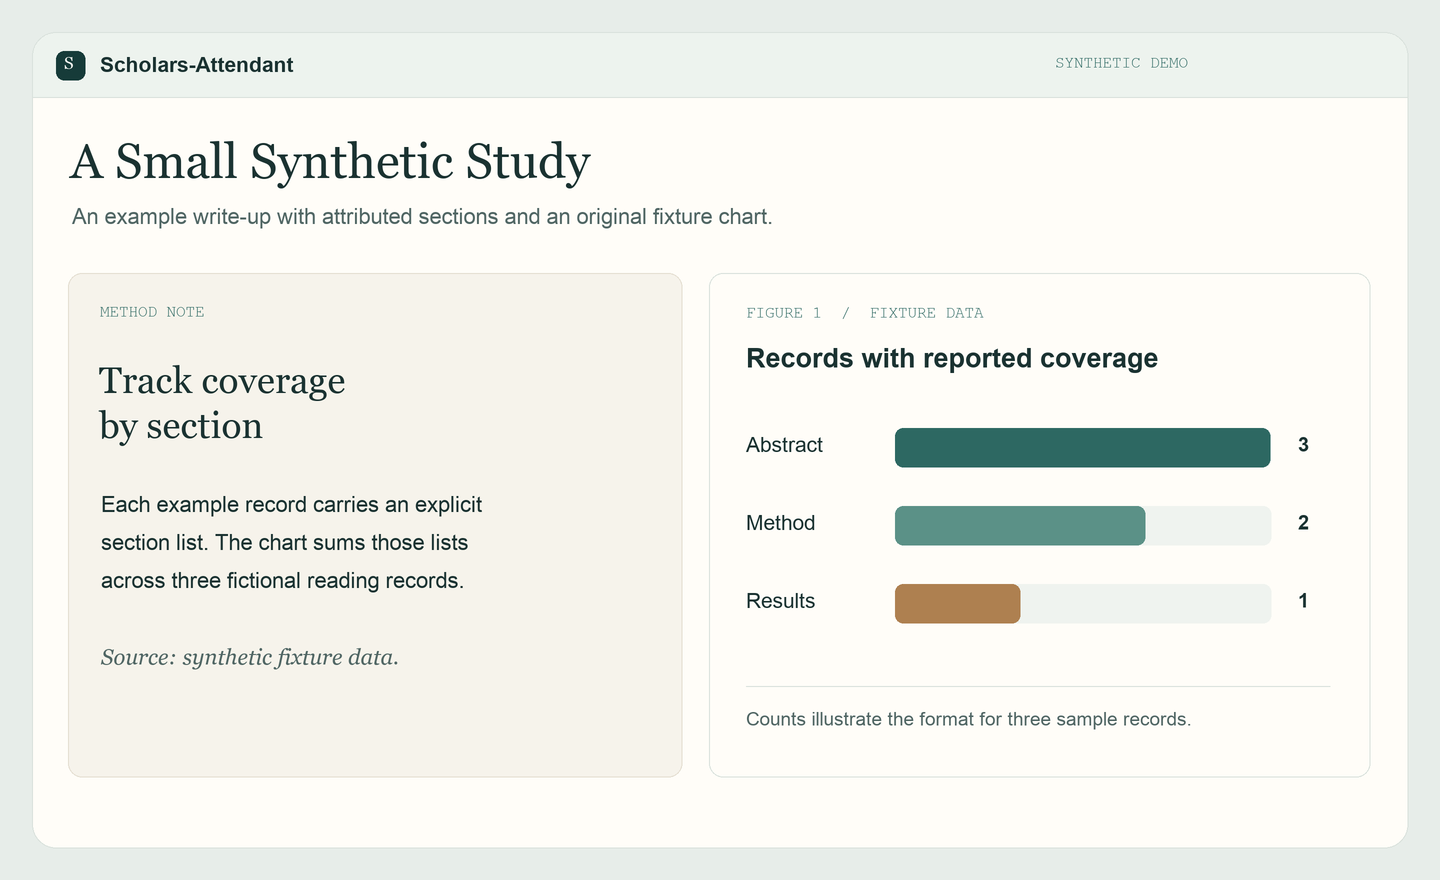 S
Scholars-Attendant
SYNTHETIC DEMO
A Small Synthetic Study
An example write-up with attributed sections and an original fixture chart.
METHOD NOTE
Track coverage
by section
Each example record carries an explicit
section list. The chart sums those lists
across three fictional reading records.
Source: synthetic fixture data.
FIGURE 1 / FIXTURE DATA
Records with reported coverage
Abstract 3
Method 2
Results 1
Counts illustrate the format for three sample records.